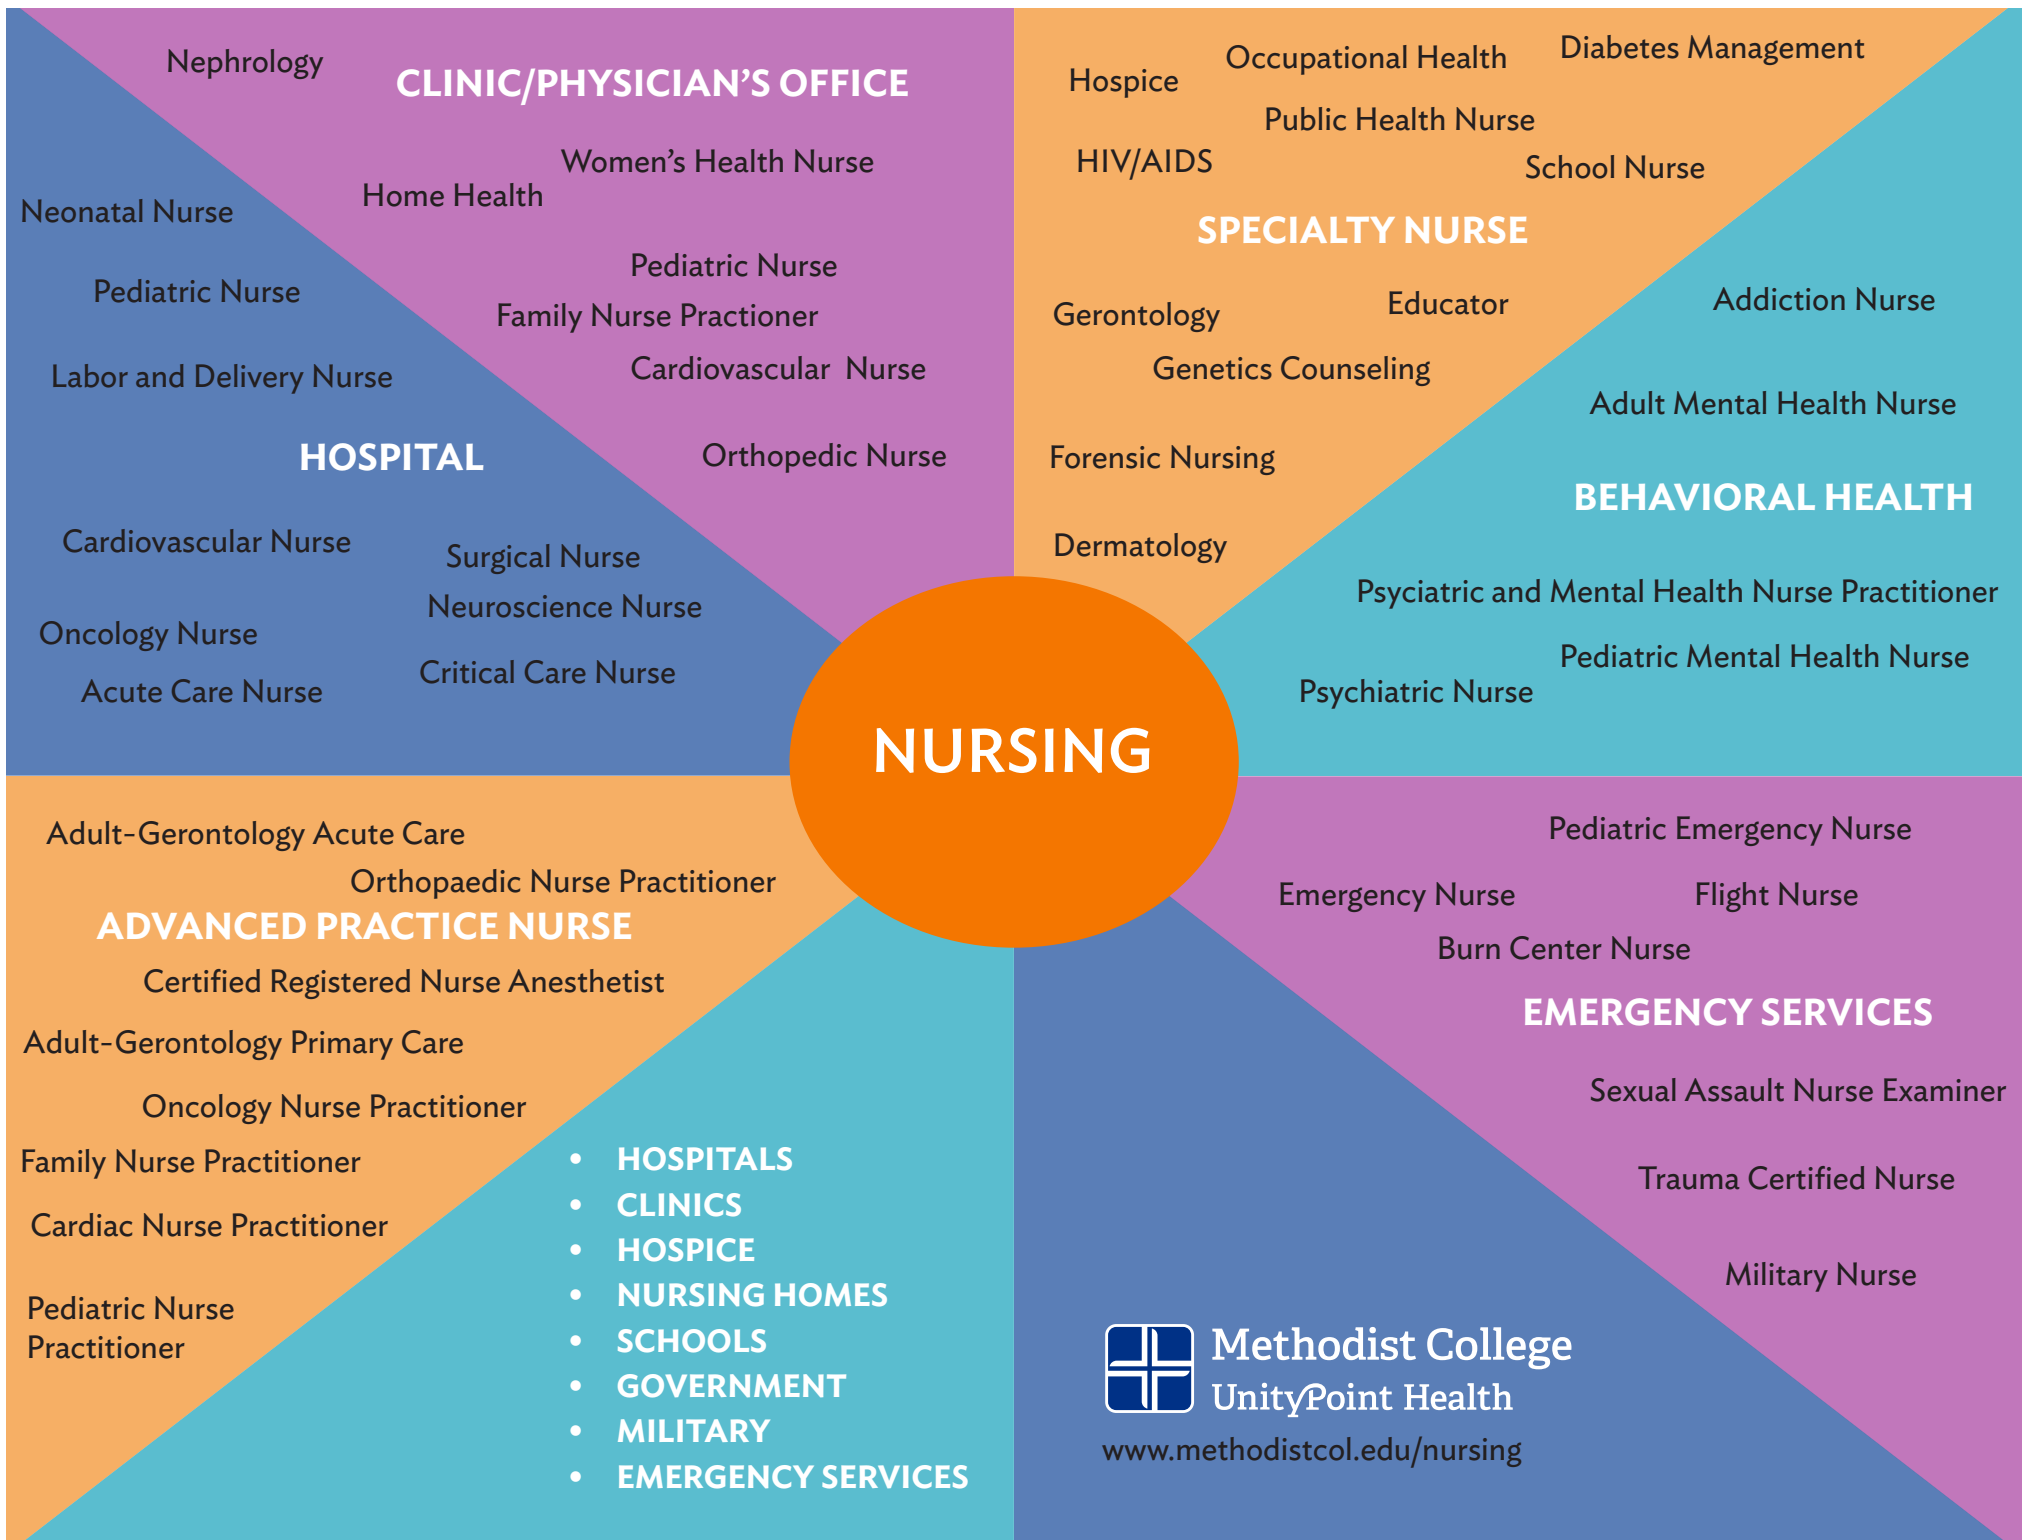 Nephrology
CLINIC/PHYSICIAN’S OFFICE
Women’s Health Nurse
Home Health
Pediatric Nurse
Family Nurse Practioner
Cardiovascular Nurse
Orthopedic Nurse
Hospice
Occupational Health
Diabetes Management
Public Health Nurse
HIV/AIDS
School Nurse
SPECIALTY NURSE
Gerontology
Educator
Genetics Counseling
Forensic Nursing
Dermatology
Neonatal Nurse
Pediatric Nurse
Labor and Delivery Nurse
HOSPITAL
Cardiovascular Nurse
Surgical Nurse
Neuroscience Nurse
Oncology Nurse
Critical Care Nurse
Acute Care Nurse
Addiction Nurse
Adult Mental Health Nurse
BEHAVIORAL HEALTH
Psyciatric and Mental Health Nurse Practitioner
Pediatric Mental Health Nurse
Psychiatric Nurse
NURSING
Adult-Gerontology Acute Care
Orthopaedic Nurse Practitioner
ADVANCED PRACTICE NURSE
Certified Registered Nurse Anesthetist
Adult-Gerontology Primary Care
Oncology Nurse Practitioner
Family Nurse Practitioner
Cardiac Nurse Practitioner
Pediatric Nurse
Practitioner
• HOSPITALS
• CLINICS
• HOSPICE
• NURSING HOMES
• SCHOOLS
• GOVERNMENT
• MILITARY
• EMERGENCY SERVICES
Pediatric Emergency Nurse
Emergency Nurse
Flight Nurse
Burn Center Nurse
EMERGENCY SERVICES
Sexual Assault Nurse Examiner
Trauma Certified Nurse
Military Nurse
Methodist College
UnityPoint Health
www.methodistcol.edu/nursing